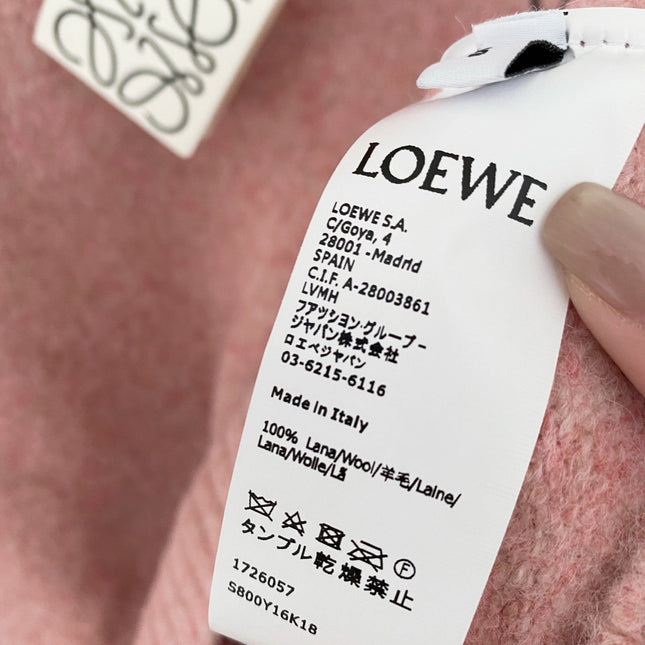 LOEWE
LOEWE S.A.
C/Goya, 4
28001 - Madrid
SPAIN
C.I.F. A-28003861
LVMH
ファッション・グループ・
ジャパン株式会社
ロエベジャパン
03-6215-6116
Made in Italy
100% Lana/Wool/羊毛/Laine/
Lana/Wolle/Lã
F
タンブル乾燥禁止
1726057
S800Y16K18